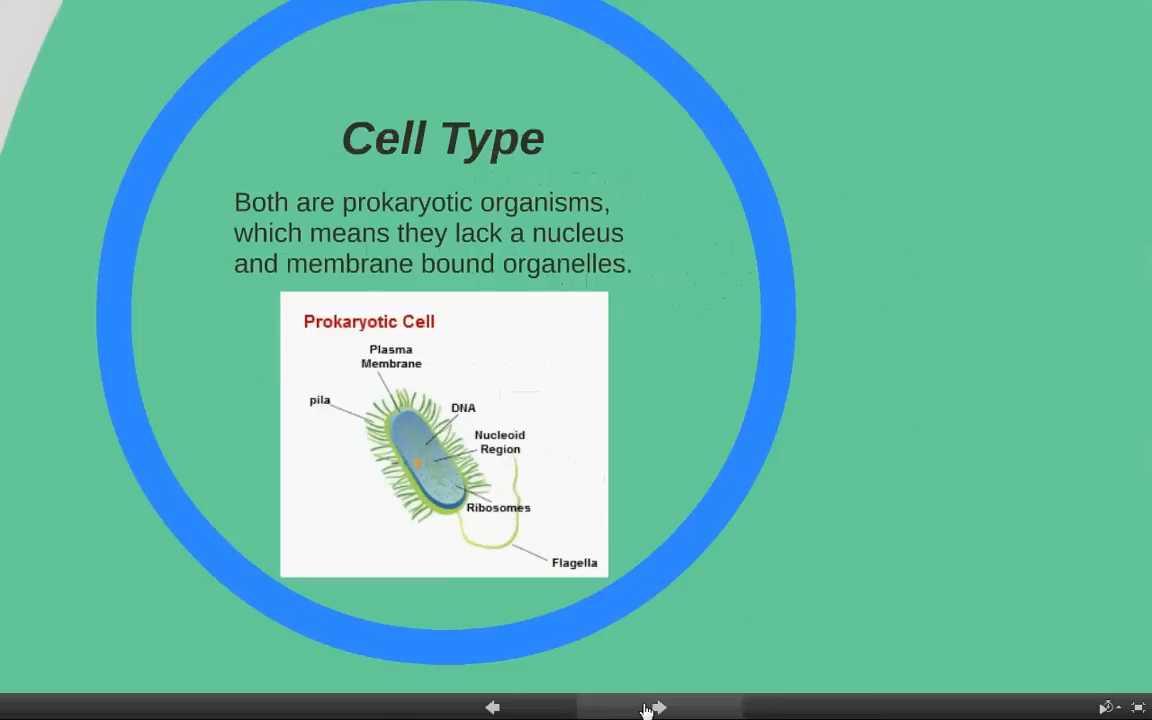 Cell Type
Both are prokaryotic organisms,
which means they lack a nucleus
and membrane bound organelles.
Prokaryotic Cell
Plasma
Membrane
pila
DNA
Nucleoid
Region
Ribosomes
Flagella